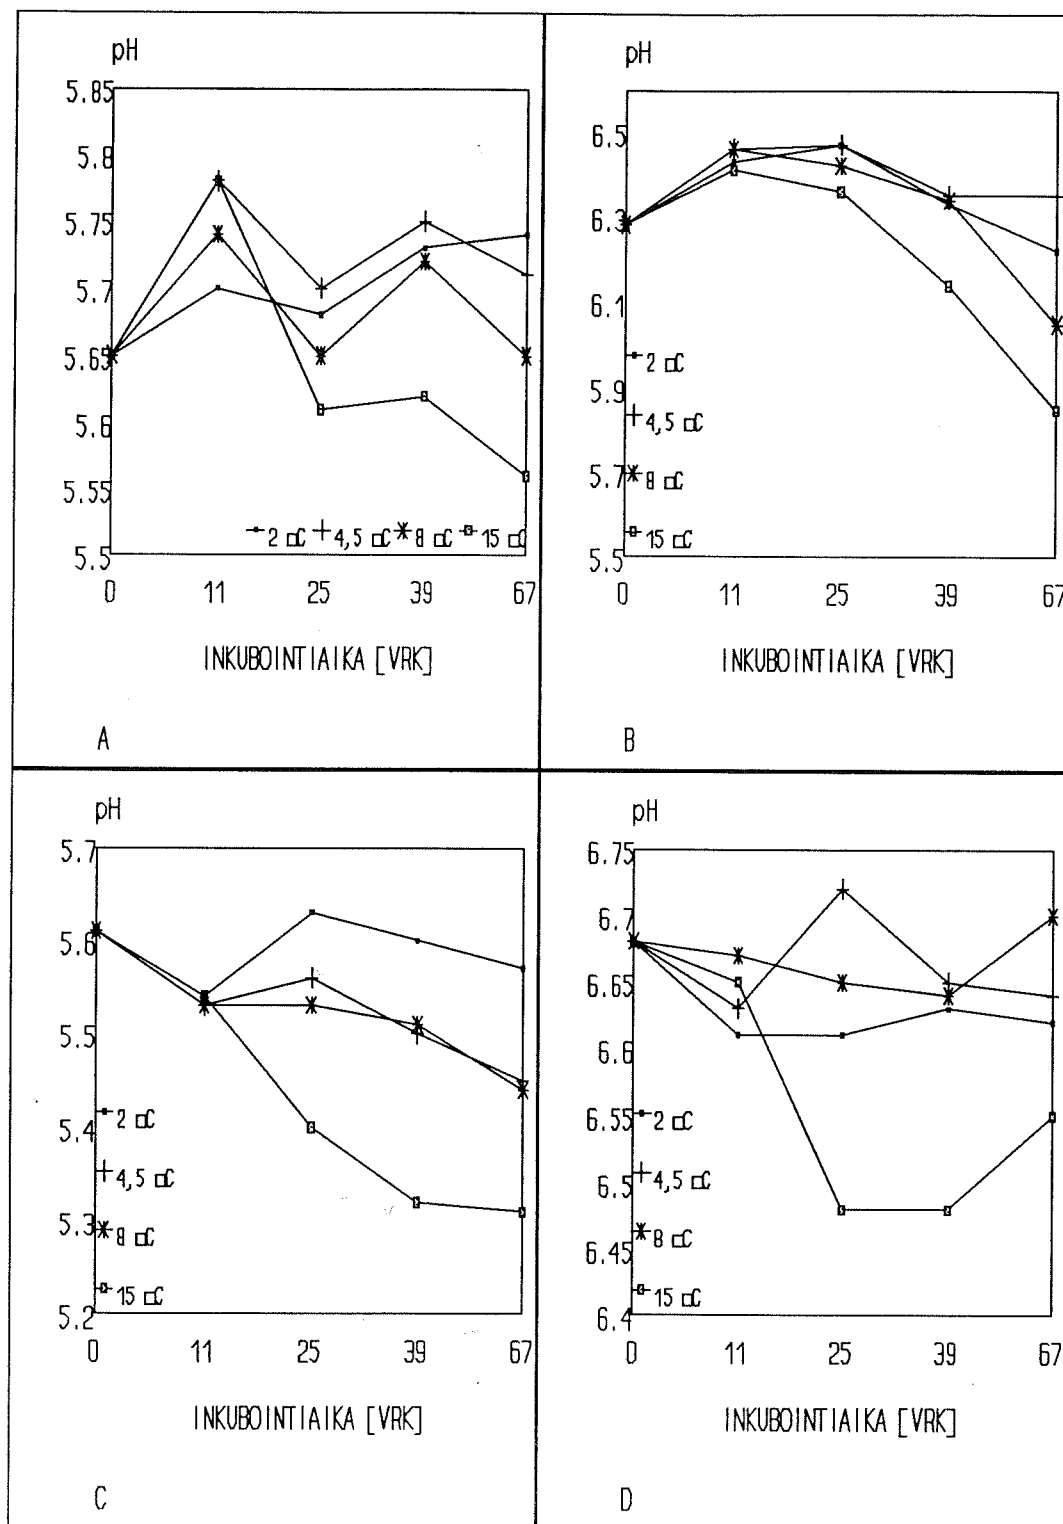 pH
5.85
5.8
5.75
5.7
5.65
5.6
5.55
5.5
2 □C 4,5 □C 8 □C 15 □C
0 11 25 39 67
INKUBOINTIAIKA [VRK]
A
pH
6.5
6.3
6.1
5.9
5.7
5.5
2 □C
4,5 □C
8 □C
15 □C
0 11 25 39 67
INKUBOINTIAIKA [VRK]
B
pH
5.7
5.6
5.5
5.4
5.3
5.2
2 □C
4,5 □C
8 □C
15 □C
0 11 25 39 67
INKUBOINTIAIKA [VRK]
C
pH
6.75
6.7
6.65
6.6
6.55
6.5
6.45
6.4
2 □C
4,5 □C
8 □C
15 □C
0 11 25 39 67
INKUBOINTIAIKA [VRK]
D